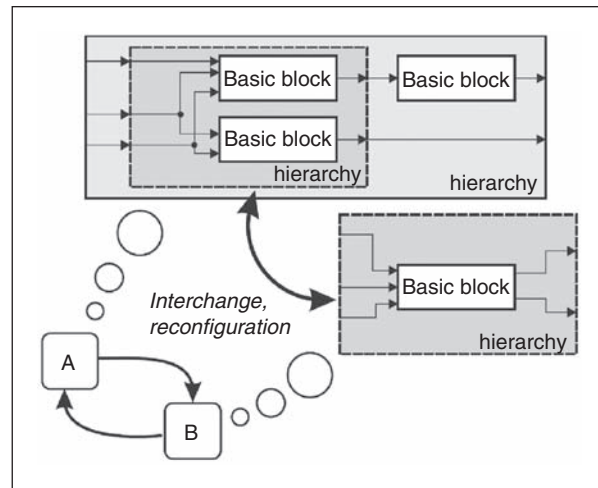 Basic block
Basic block
Basic block
hierarchy
hierarchy
Interchange,
reconfiguration
Basic block
hierarchy
A
B